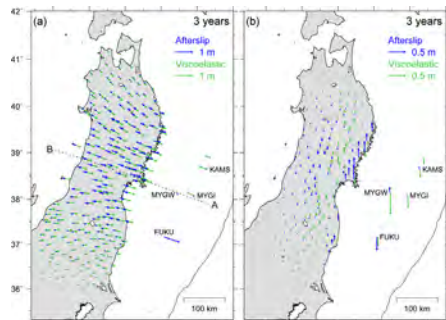 (a)
3 years
Afterslip
1 m
Viscoelastic
1 m
42˚
41˚
40˚
39˚
38˚
37˚
36˚
B
A
KAMS
MYGW
MYGI
FUKU
100 km
(b)
3 years
Afterslip
0.5 m
Viscoelastic
0.5 m
KAMS
MYGW
MYGI
FUKU
100 km